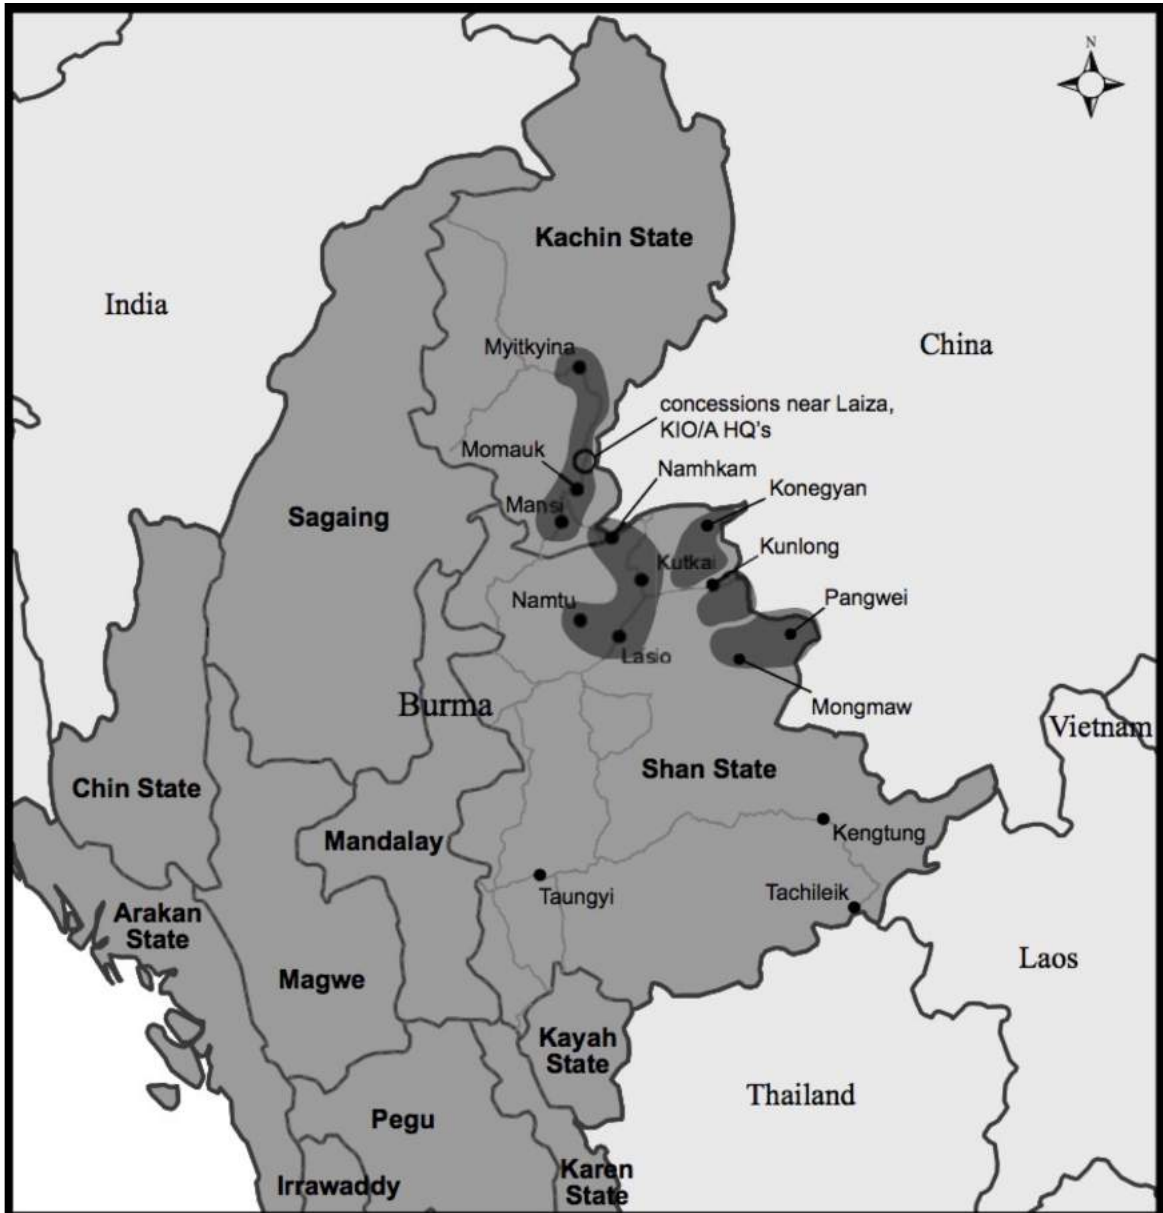 N
Kachin State
India
China
Myitkyina
concessions near Laiza,
KIO/A HQ's
Momauk
Namhkam
Konegyan
Mansi
Sagaing
Kunlong
Kutkai
Namtu
Pangwei
Lasio
Burma
Mongmaw
Vietnam
Shan State
Chin State
Mandalay
Kengtung
Taungyi
Tachileik
Arakan
State
Laos
Magwe
Kayah
State
Thailand
Pegu
Karen
State
Irrawaddy